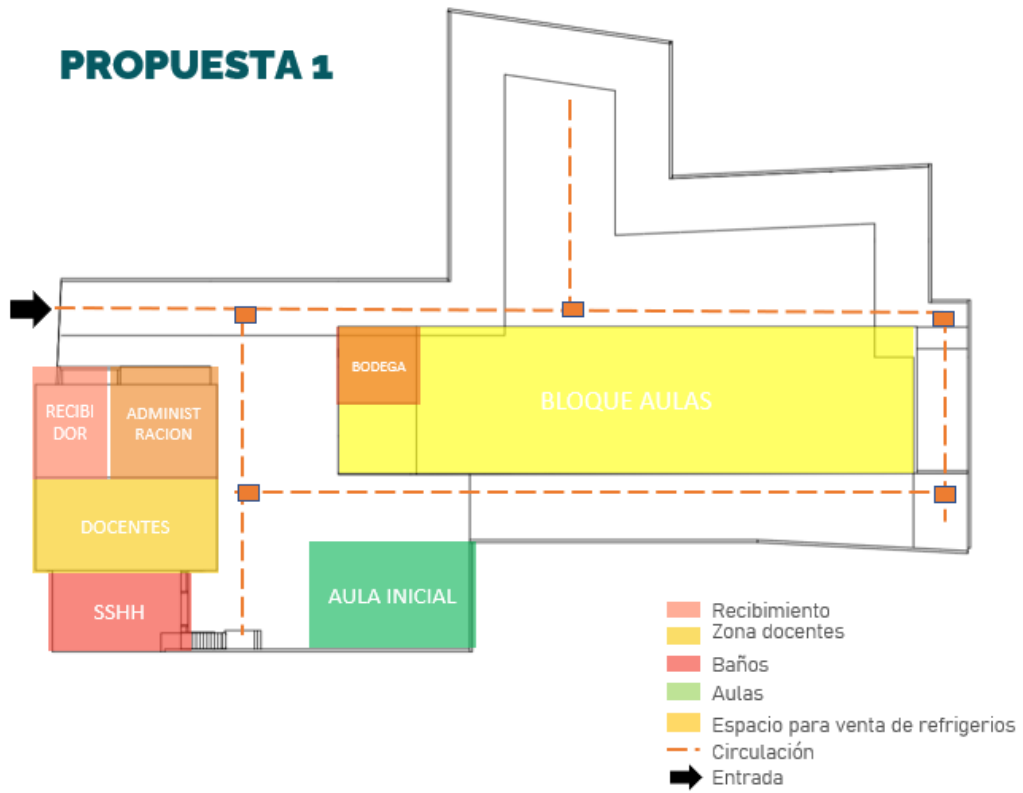 PROPUESTA 1
BODEGA
BLOQUE AULAS
RECIBI
DOR
ADMINIST
RACION
DOCENTES
SSHH
AULA INICIAL
Recibimiento
Zona docentes
Baños
Aulas
Espacio para venta de refrigerios
Circulación
Entrada